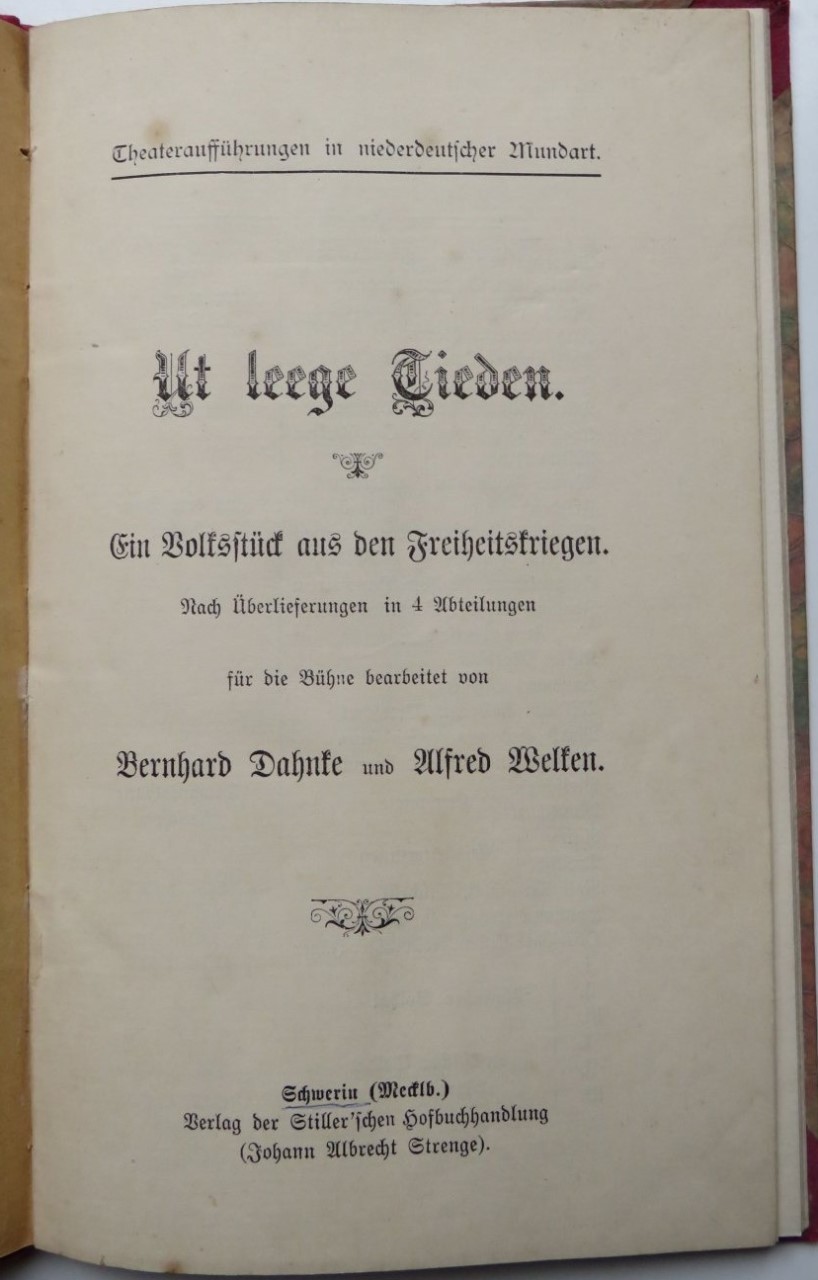 Theateraufführungen in niederdeutscher Mundart.
Ut leege Tieden.
Ein Volksstück aus den Freiheitskriegen.
Nach Überlieferungen in 4 Abteilungen
für die Bühne bearbeitet von
Bernhard Dahnke und Alfred Welken.
Schwerin (Mecklb.)
Verlag der Stiller'schen Hofbuchhandlung
(Johann Albrecht Strenge).